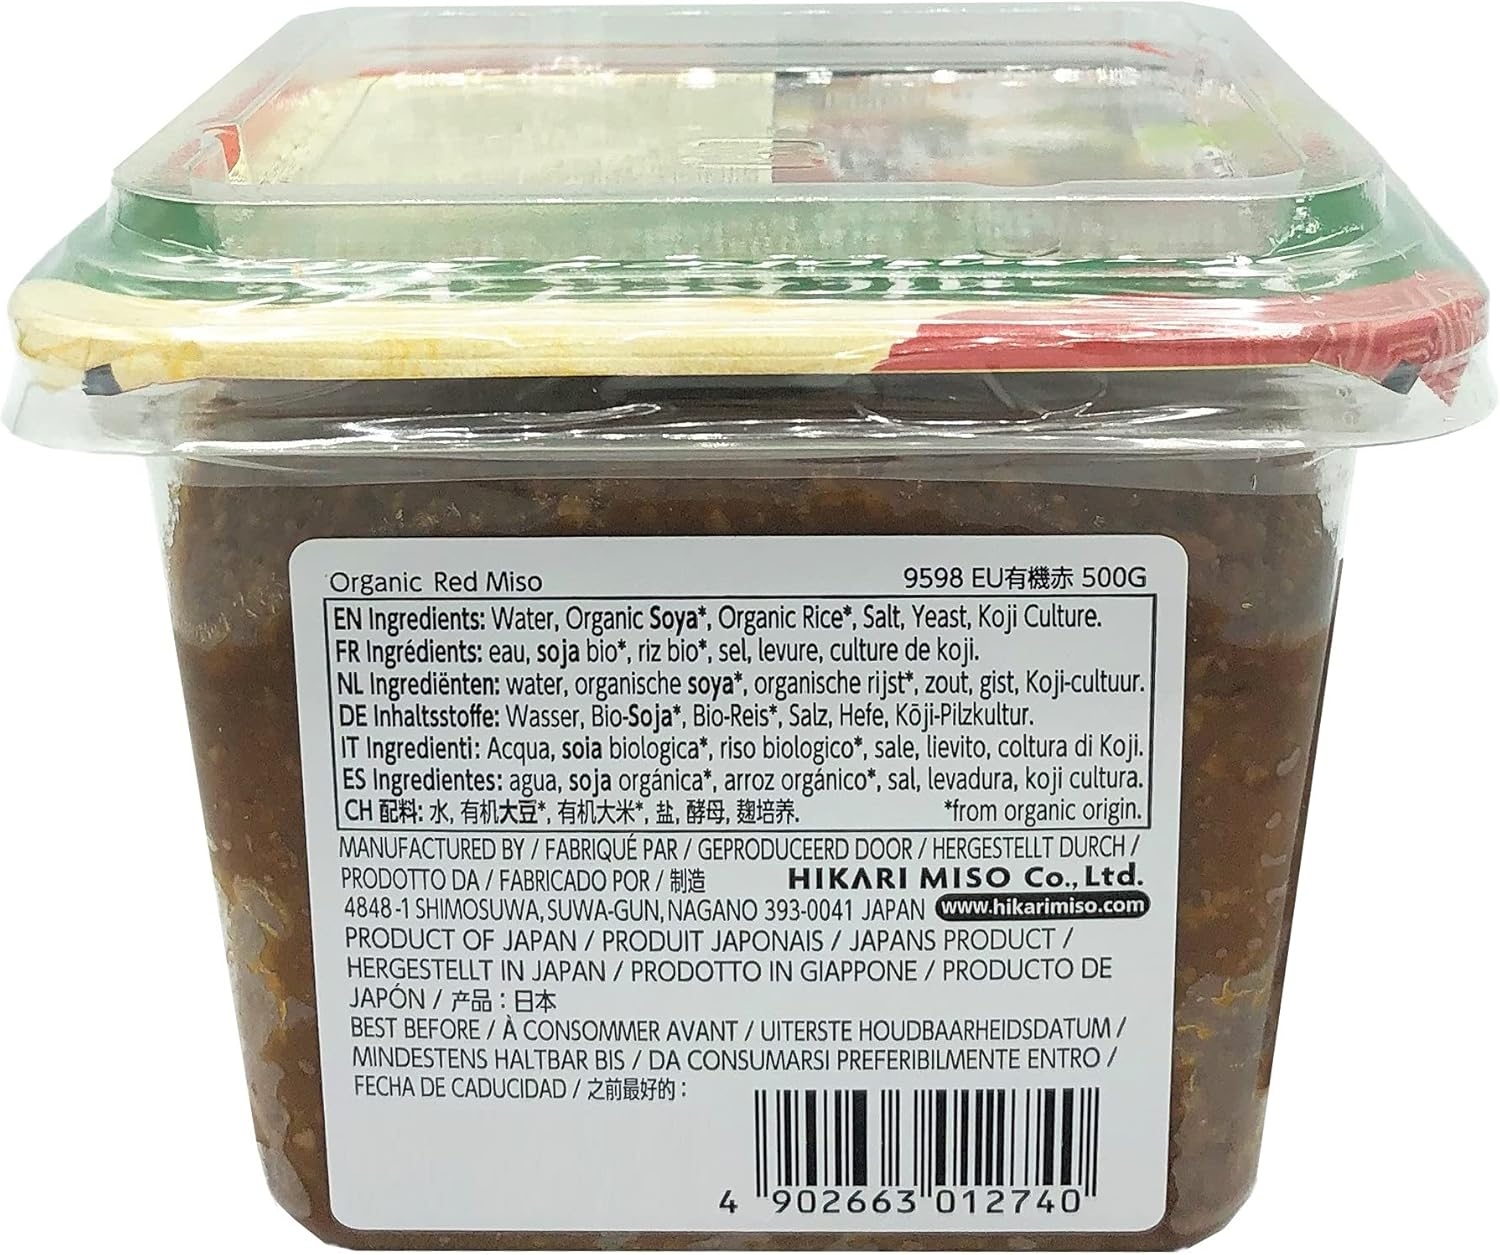 Organic Red Miso 9598 EU有機赤 500G
EN Ingredients: Water, Organic Soya*, Organic Rice*, Salt, Yeast, Koji Culture.
FR Ingrédients: eau, soja bio*, riz bio*, sel, levure, culture de koji.
NL Ingrediënten: water, organische soya*, organische rijst*, zout, gist, Koji-cultuur.
DE Inhaltsstoffe: Wasser, Bio-Soja*, Bio-Reis*, Salz, Hefe, Kōji-Pilzkultur.
IT Ingredienti: Acqua, soia biologica*, riso biologico*, sale, lievito, coltura di Koji.
ES Ingredientes: agua, soja orgánica*, arroz orgánico*, sal, levadura, koji cultura.
CH 配料: 水, 有机大豆*, 有机大米*, 盐, 酵母, 麹培养. *from organic origin.
MANUFACTURED BY / FABRIQUÉ PAR / GEPRODUCEERD DOOR / HERGESTELLT DURCH /
PRODOTTO DA / FABRICADO POR / 制造 HIKARI MISO Co., Ltd.
4848-1 SHIMOSUWA, SUWA-GUN, NAGANO 393-0041 JAPAN www.hikarimiso.com
PRODUCT OF JAPAN / PRODUIT JAPONAIS / JAPANS PRODUCT /
HERGESTELLT IN JAPAN / PRODOTTO IN GIAPPONE / PRODUCTO DE
JAPÓN / 产品：日本
BEST BEFORE / À CONSOMMER AVANT / UITERSTE HOUDBAARHEIDSDATUM /
MINDESTENS HALTBAR BIS / DA CONSUMARSI PREFERIBILMENTE ENTRO /
FECHA DE CADUCIDAD / 之前最好的：
4 902663 012740